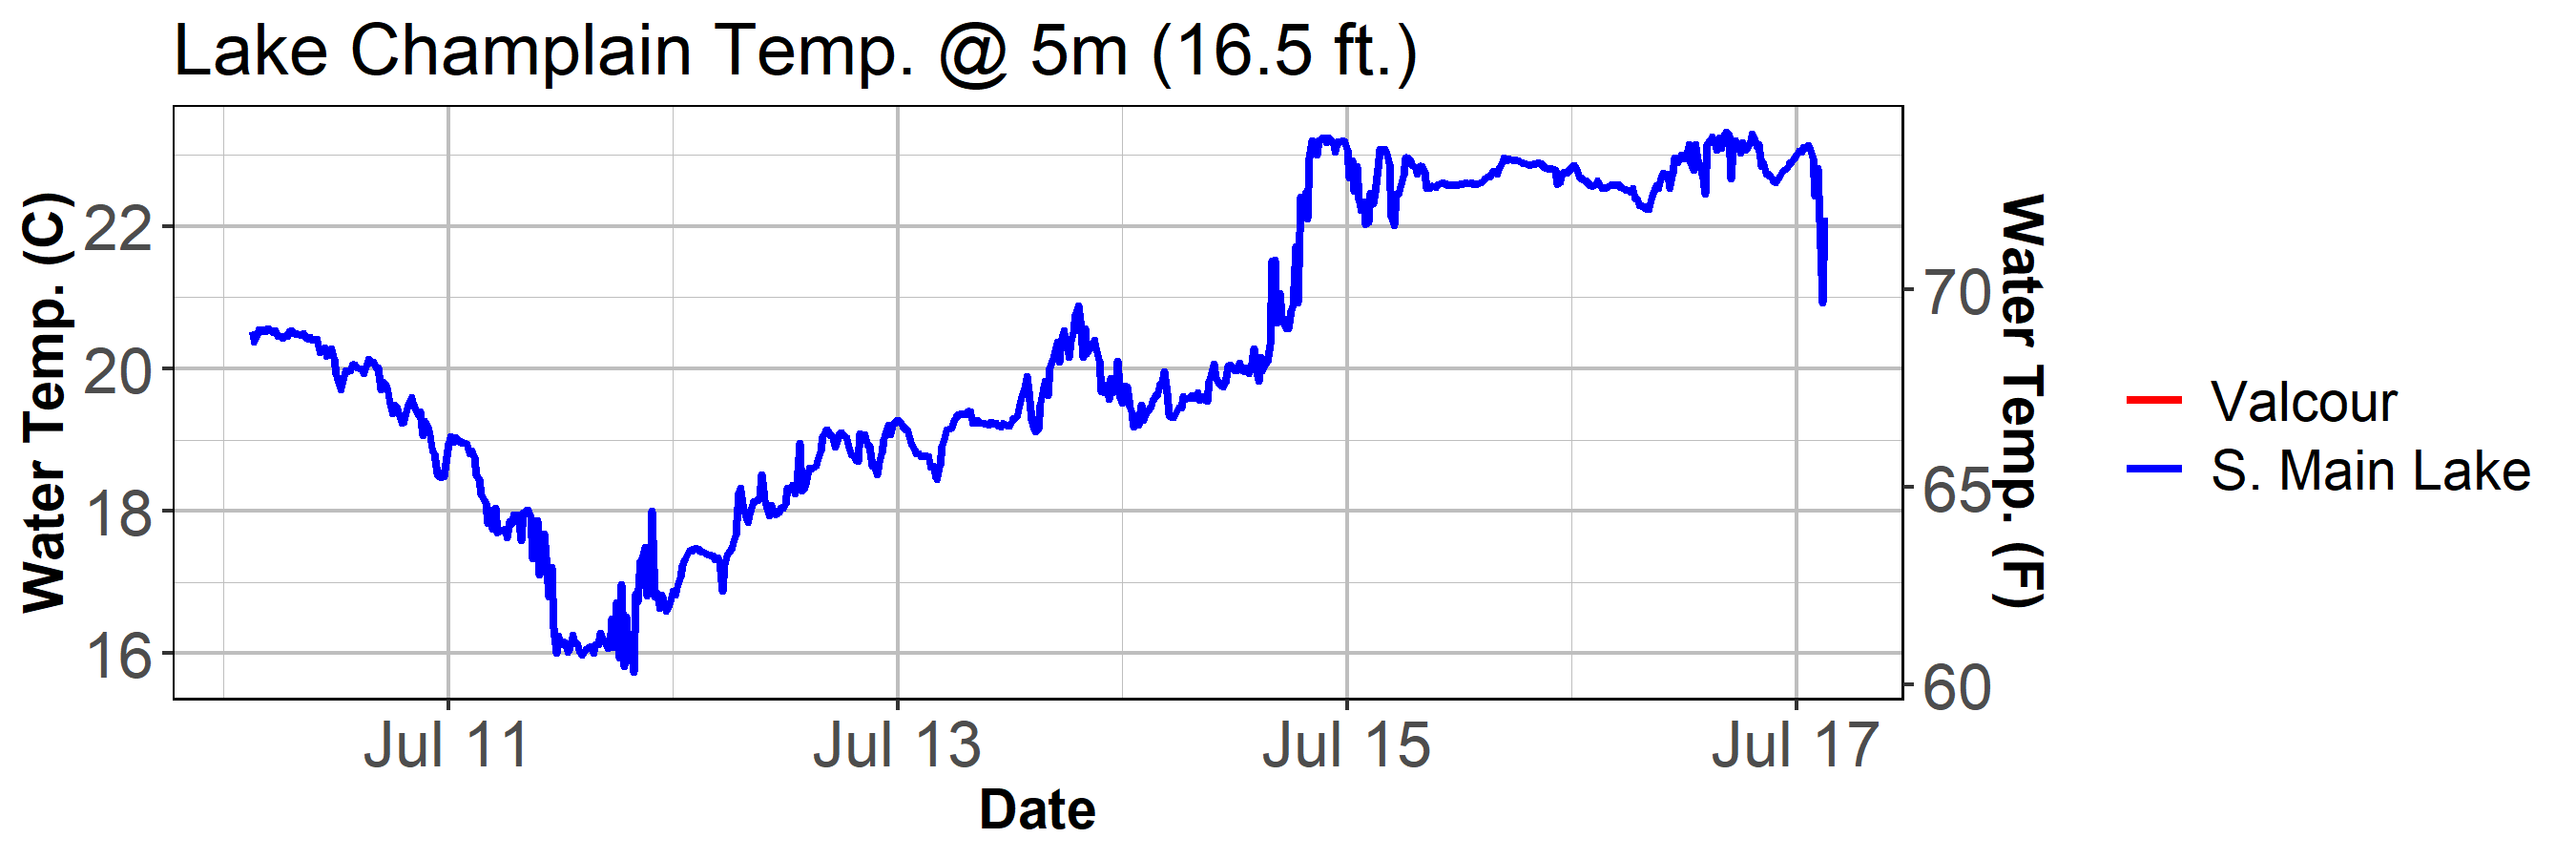 Lake Champlain Temp. @ 5m (16.5 ft.)
Water Temp. (C)
22
20
18
16
70
65
60
Water Temp. (F)
Jul 11
Jul 13
Jul 15
Jul 17
Date
Valcour
S. Main Lake